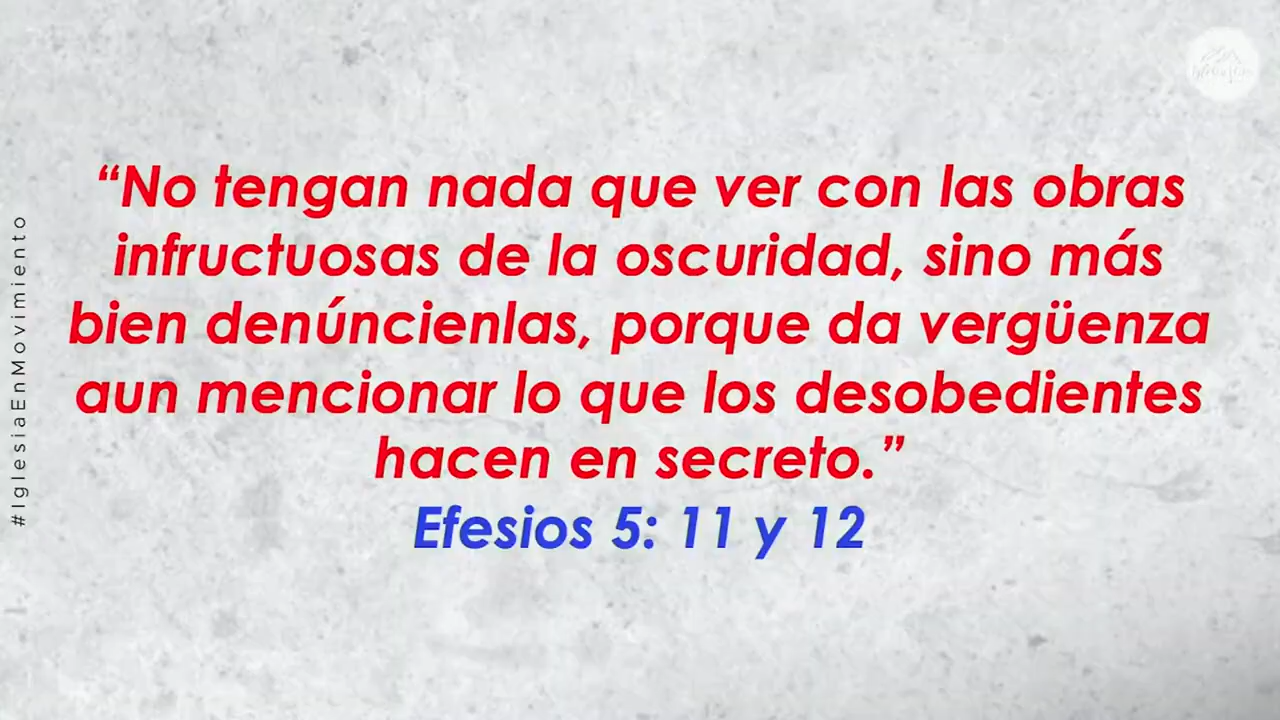 “No tengan nada que ver con las obras
infructuosas de la oscuridad, sino más
bien denúncienlas, porque da vergüenza
aun mencionar lo que los desobedientes
hacen en secreto.”
Efesios 5: 11 y 12
#IglesiaEnMovimiento